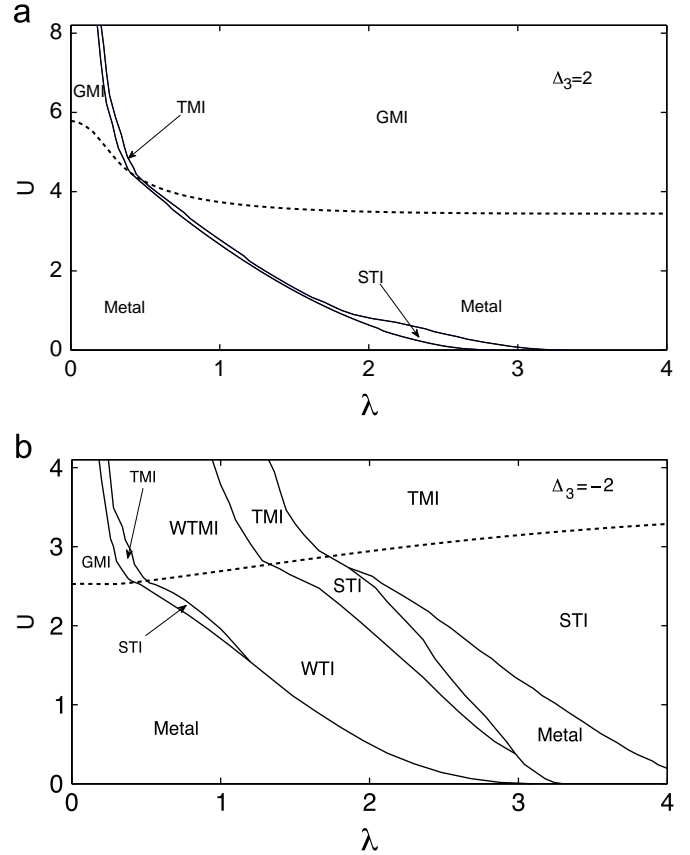 a
8
GMI
TMI
GMI
Δ3=2
6
U
4
2
STI
Metal
Metal
0
0 1 2 3 4
λ
b
4
TMI
WTMI
TMI
TMI
Δ3=−2
3
GMI
U
2
STI
STI
STI
WTI
1
Metal
Metal
0
0 1 2 3 4
λ